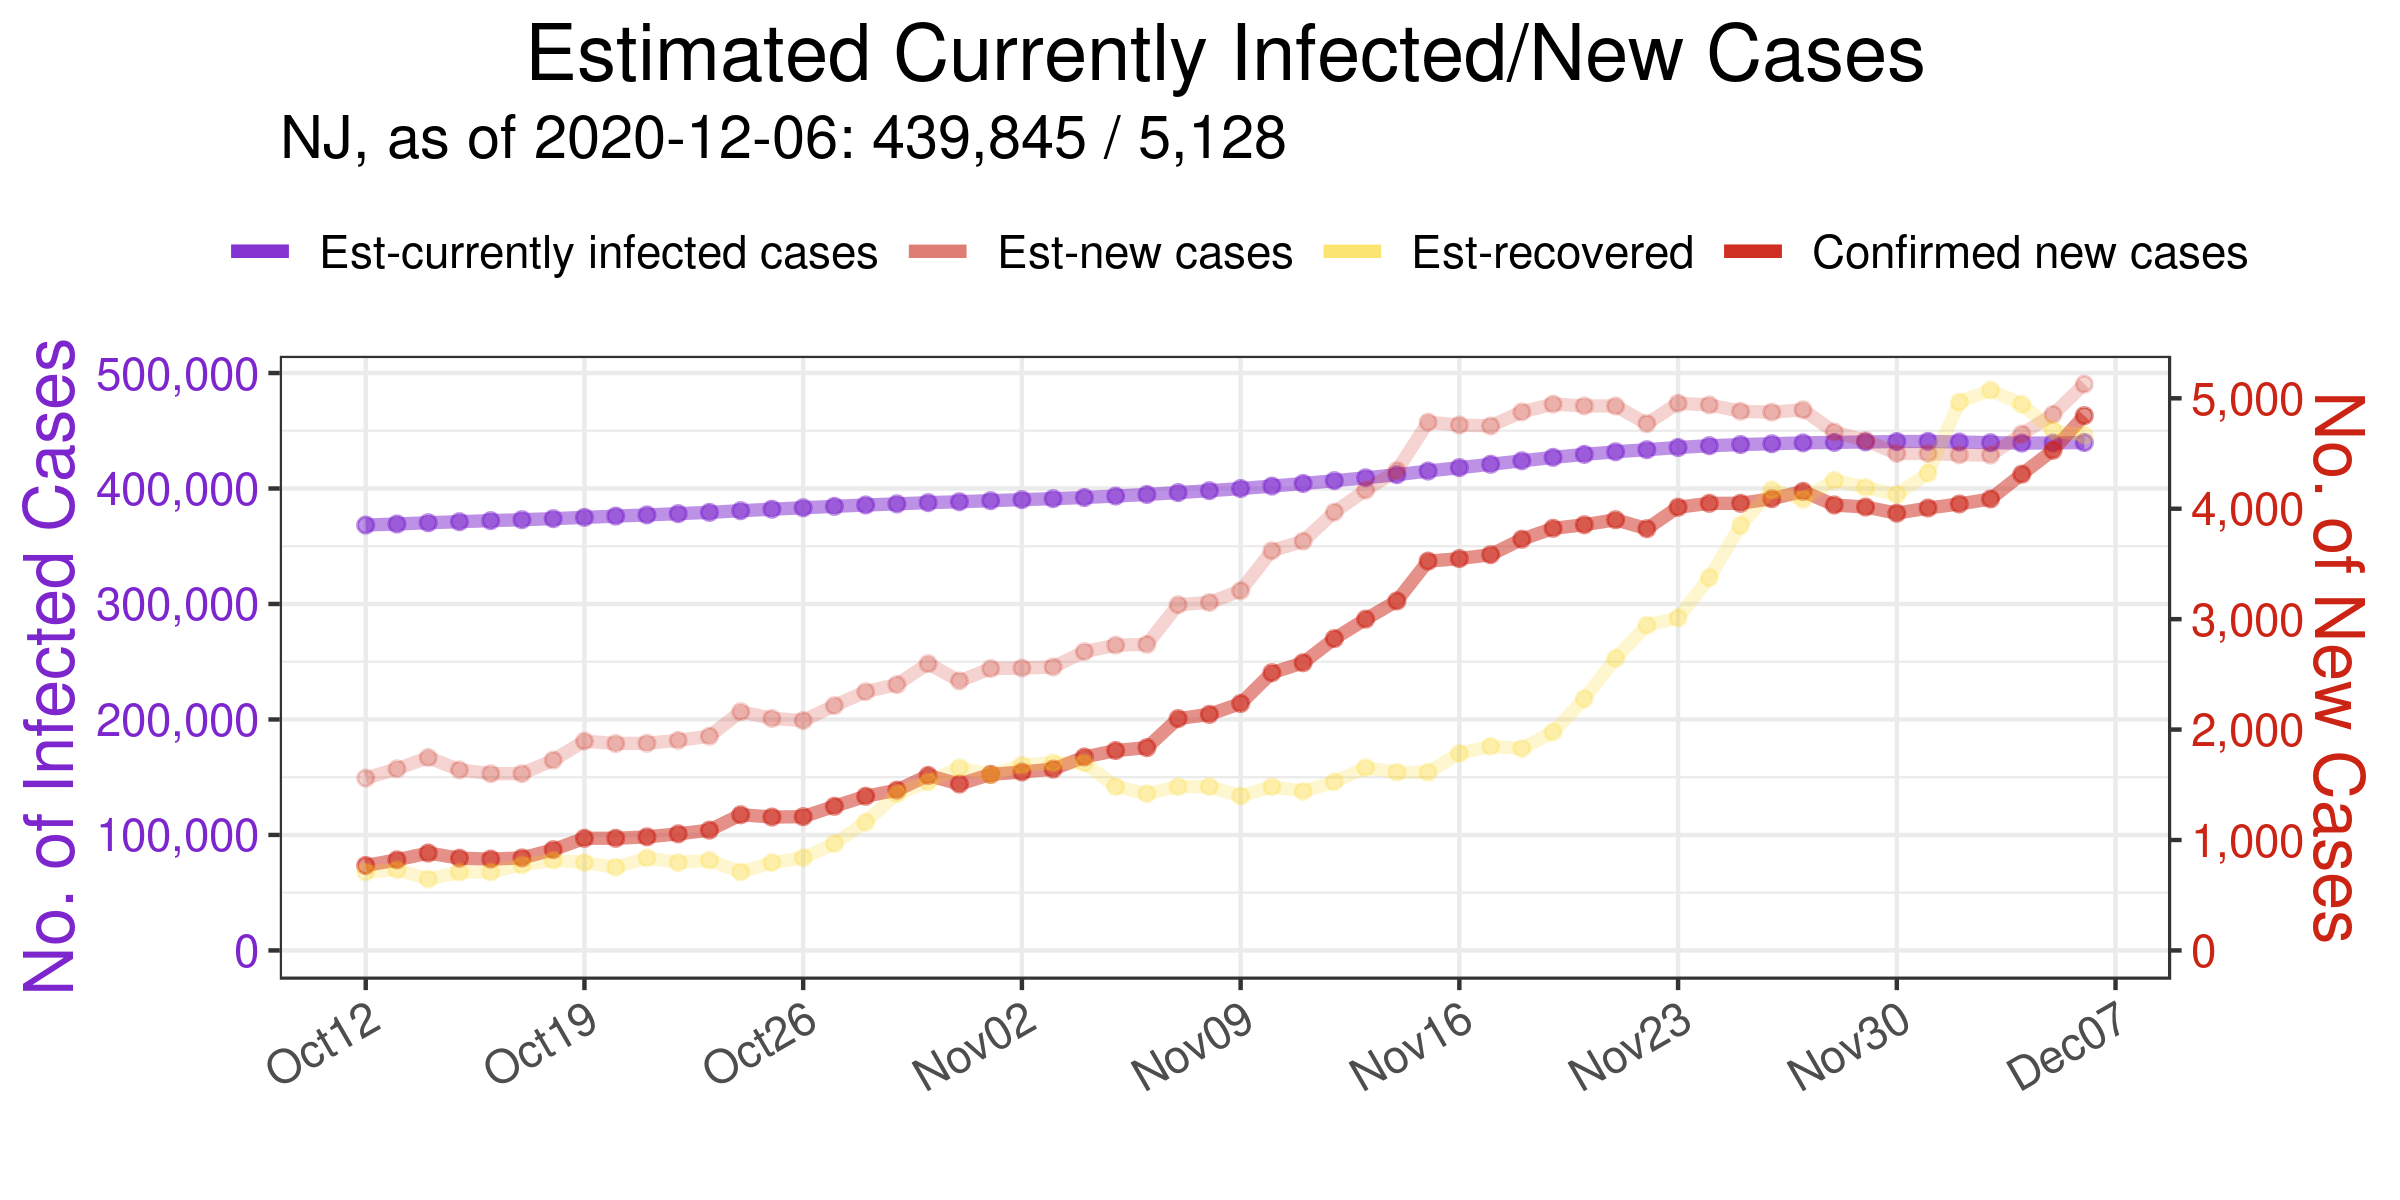 Estimated Currently Infected/New Cases
NJ, as of 2020-12-06: 439,845 / 5,128
Est-currently infected cases Est-new cases Est-recovered Confirmed new cases
No. of Infected Cases
500,000
400,000
300,000
200,000
100,000
0
5,000
4,000
3,000
2,000
1,000
0
No. of New Cases
Oct12 Oct19 Oct26 Nov02 Nov09 Nov16 Nov23 Nov30 Dec07